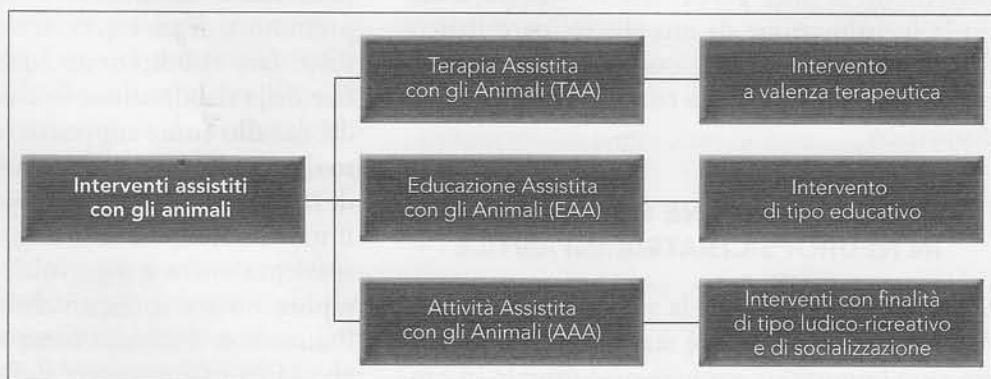 Terapia Assistita
con gli Animali (TAA)
Intervento
a valenza terapeutica
Interventi assistiti
con gli animali
Educazione Assistita
con gli Animali (EAA)
Intervento
di tipo educativo
Attività Assistita
con gli Animali (AAA)
Interventi con finalità
di tipo ludico-ricreativo
e di socializzazione